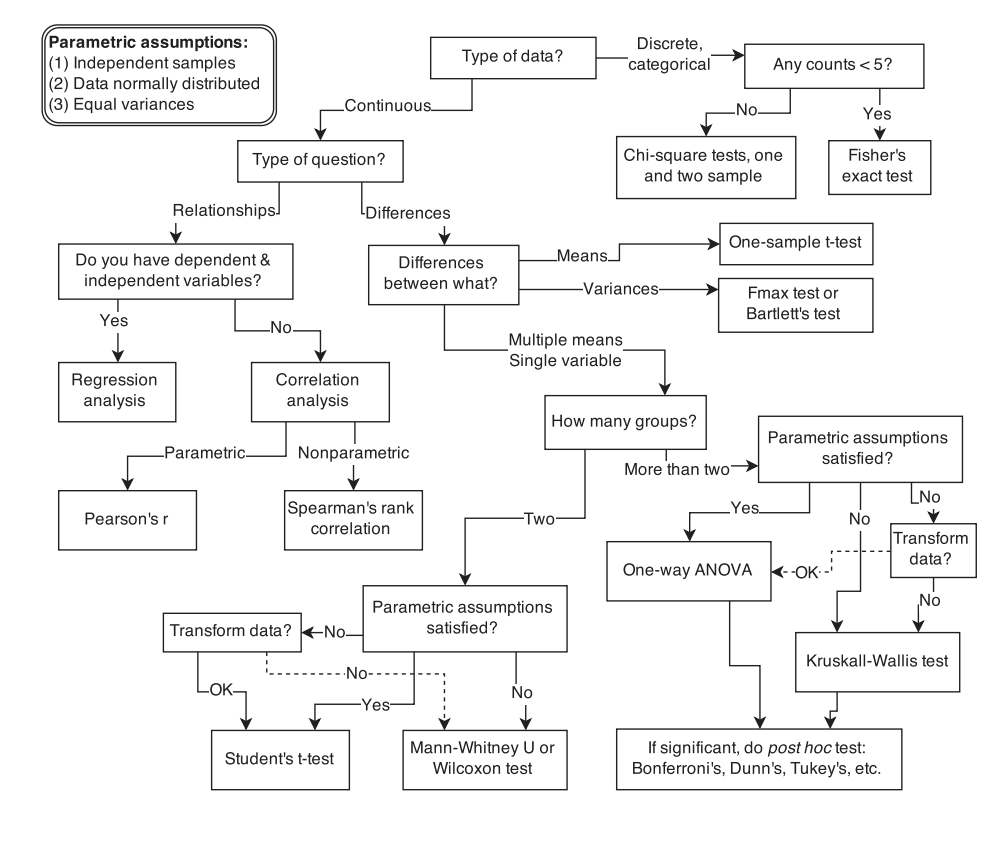 Parametric assumptions:
(1) Independent samples
(2) Data normally distributed
(3) Equal variances
Type of data?
Discrete,
categorical
Any counts < 5?
Continuous
No
Yes
Type of question?
Chi-square tests, one
and two sample
Fisher's
exact test
Relationships
Differences
Do you have dependent &
independent variables?
Differences
between what?
Means
One-sample t-test
Variances
Fmax test or
Bartlett's test
Yes
No
Multiple means
Single variable
Regression
analysis
Correlation
analysis
How many groups?
Parametric
Nonparametric
More than two
Parametric assumptions
satisfied?
Pearson's r
Spearman's rank
correlation
Two
Yes
No
No
Transform
data?
One-way ANOVA
OK
No
Parametric assumptions
satisfied?
Transform data?
No
Kruskall-Wallis test
No
OK
Yes
No
Student's t-test
Mann-Whitney U or
Wilcoxon test
If significant, do post hoc test:
Bonferroni's, Dunn's, Tukey's, etc.